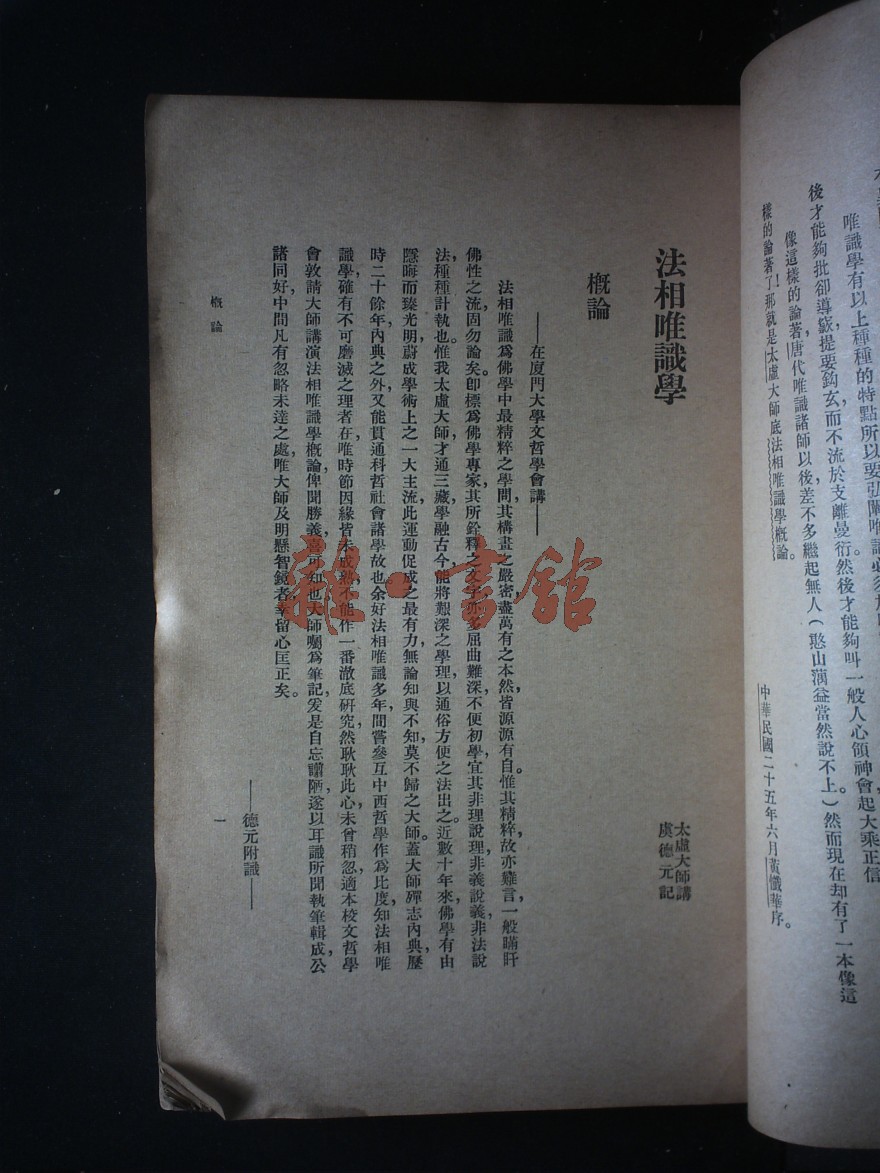 唯識學有以上種種的特點所以要弘闡唯識必須
後才能夠批卻導窾，提要鈎玄，而不流於支離曼衍然後才能夠叫一般人心領神會起大乘正信
像這樣的論著，唐代唯識諸師以後，差不多繼起無人（憨山澫益當然說不上）然而現在却有了一本像這
樣的論著了！那就是太虛大師底法相唯識學概論。
中華民國二十五年六月黃懺華序。
法相唯識學
太虛大師講
虞德元記
概論
——在廈門大學文哲學會講——
法相唯識爲佛學中最精粹之學問，其構畫之嚴密，盡萬有之本然，皆源源有自。惟其精粹，故亦難言，一般瞞盱
佛性之流，固勿論矣。卽標爲佛學專家，其所銓釋之文字，亦多屈曲難深，不便初學，宜其非理說理，非義說義，非法說
法，種種計執也。惟我太虛大師才通三藏，學融古今，能將艱深之學理，以通俗方便之法出之。近數十年來，佛學有由
隱晦而臻光明，蔚成學術上之一大主流，此運動促成之最有力，無論知與不知，莫不歸之大師。蓋大師殫志內典，歷
時二十餘年，內典之外，又能貫通科哲社會諸學故也。余好法相唯識多年，間嘗參互中西哲學，作爲比度，知法相唯
識學，確有不可磨滅之理者在，唯時節因緣，皆未成熟，不能作一番澈底研究，然耿耿此心，未曾稍忽，適本校文哲學
會敦請大師講演法相唯識學概論，俾聞勝義，喜可知也。大師囑爲筆記，爰是自忘譾陋，遂以耳識所聞，執筆輯成，公
諸同好，中間凡有忽略未達之處，唯大師及明懸智鏡者，幸留心匡正矣。
——德元附識——
概論
一
雜·書館